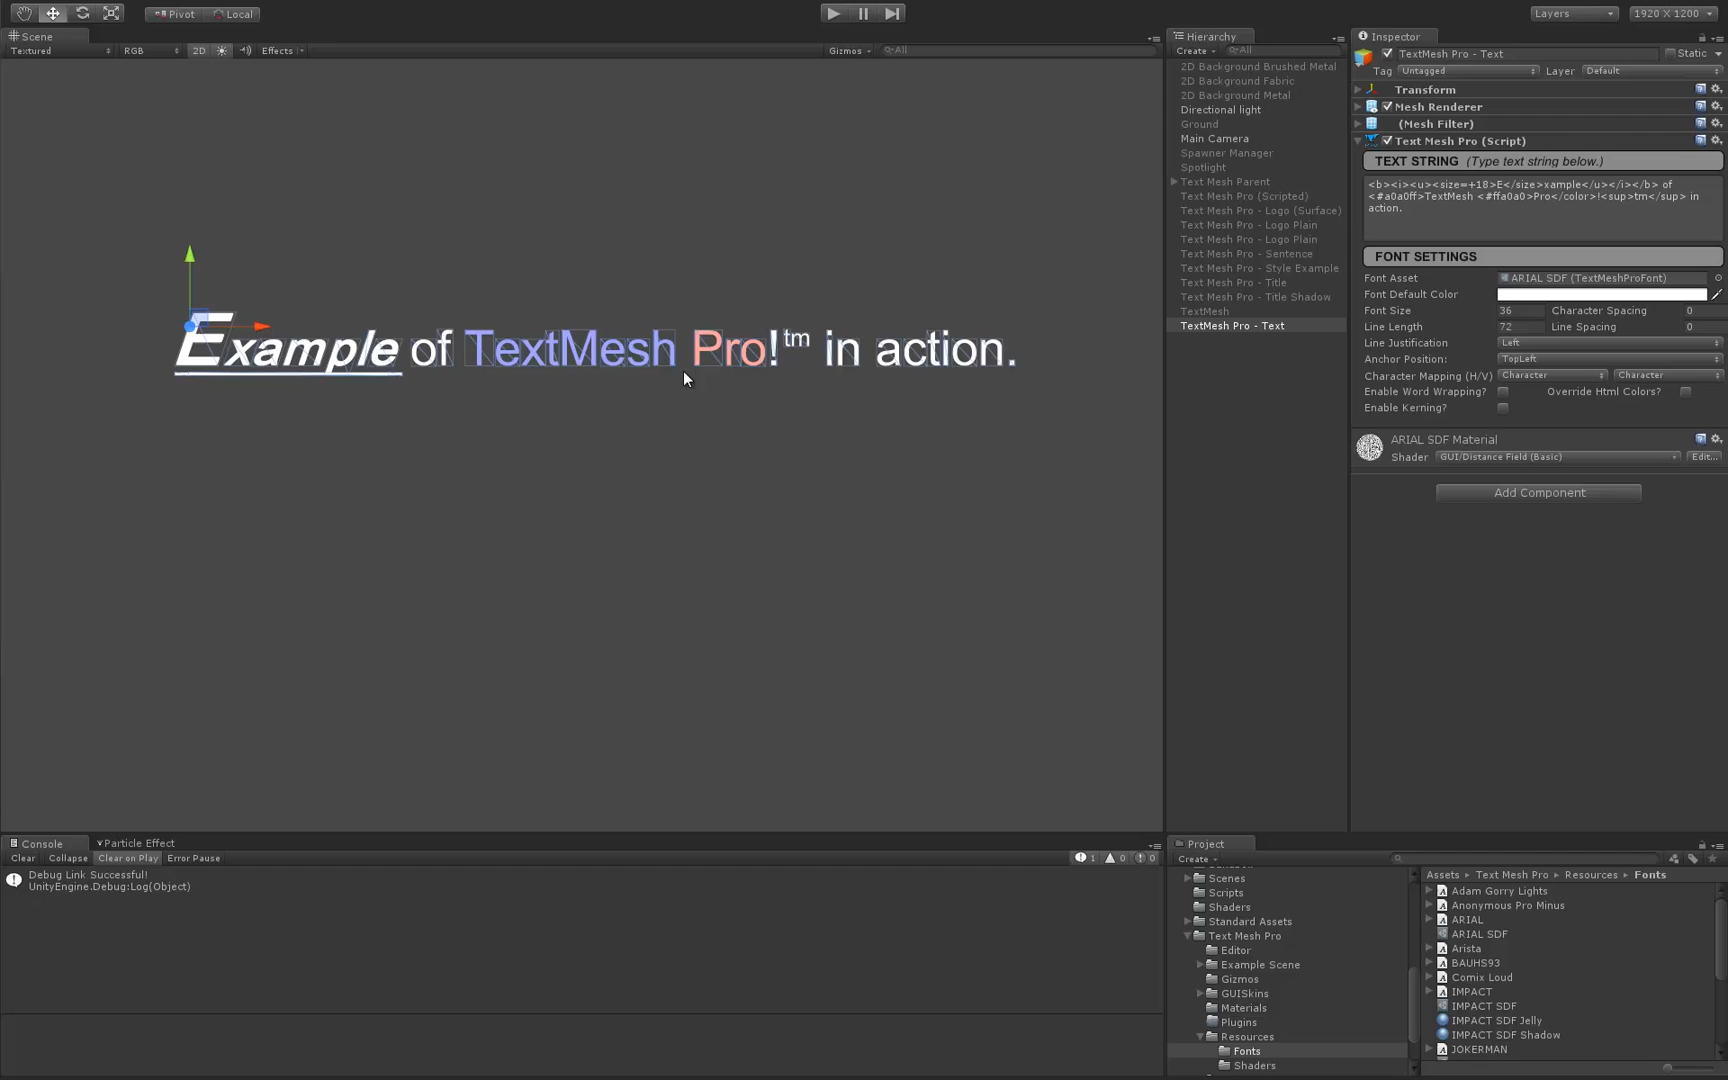 Pivot Local Layers 1920 X 1200
Scene Hierarchy Inspector
Textured RGB 2D Effects Gizmos All
Create All
2D Background Brushed Metal
2D Background Fabric
2D Background Metal
Directional light
Ground
Main Camera
Spawner Manager
Spotlight
Text Mesh Parent
Text Mesh Pro (Scripted)
Text Mesh Pro - Logo (Surface)
Text Mesh Pro - Logo Plain
Text Mesh Pro - Logo Plain
Text Mesh Pro - Sentence
Text Mesh Pro - Style Example
Text Mesh Pro - Title
Text Mesh Pro - Title Shadow
TextMesh
TextMesh Pro - Text
TextMesh Pro - Text Static
Tag Untagged Layer Default
Transform
Mesh Renderer
(Mesh Filter)
Text Mesh Pro (Script)
TEXT STRING (Type text string below.)
<b><i><u><size=+18>E</size>xample</u></i></b> of
<#a0a0ff>TextMesh <#ffa0a0>Pro</color>!<sup>tm</sup> in
action.
FONT SETTINGS
Font Asset ARIAL SDF (TextMeshProFont)
Font Default Color
Font Size 36 Character Spacing 0
Line Length 72 Line Spacing 0
Line Justification Left
Anchor Position: TopLeft
Character Mapping (H/V) Character Character
Enable Word Wrapping? Override Html Colors?
Enable Kerning?
ARIAL SDF Material
Shader GUI/Distance Field (Basic) Edit...
Add Component
Example of TextMesh Pro!tm in action.
Console Particle Effect
Clear Collapse Clear on Play Error Pause 1 0 0
Debug Link Successful!
UnityEngine.Debug:Log(Object)
Project
Create
Scenes
Scripts
Shaders
Standard Assets
Text Mesh Pro
Editor
Example Scene
Gizmos
GUISkins
Materials
Plugins
Resources
Fonts
Shaders
Assets Text Mesh Pro Resources Fonts
Adam Gorry Lights
Anonymous Pro Minus
ARIAL
ARIAL SDF
Arista
BAUHS93
Comix Loud
IMPACT
IMPACT SDF
IMPACT SDF Jelly
IMPACT SDF Shadow
JOKERMAN